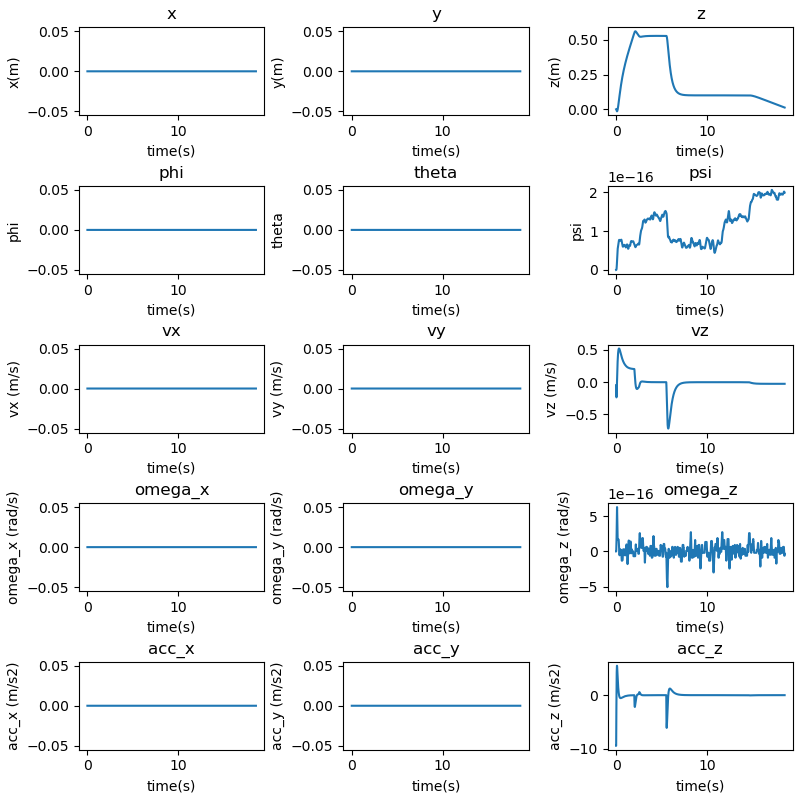 x y z
x(m) 0.05 0.00 −0.05 0 10 time(s)
y(m) 0.05 0.00 −0.05 0 10 time(s)
z(m) 0.50 0.25 0.00 0 10 time(s)
phi theta 1e−16 psi
phi 0.05 0.00 −0.05 0 10 time(s)
theta 0.05 0.00 −0.05 0 10 time(s)
psi 2 1 0 0 10 time(s)
vx vy vz
vx (m/s) 0.05 0.00 −0.05 0 10 time(s)
vy (m/s) 0.05 0.00 −0.05 0 10 time(s)
vz (m/s) 0.5 0.0 −0.5 0 10 time(s)
omega_x omega_y 1e−16 omega_z
omega_x (rad/s) 0.05 0.00 −0.05 0 10 time(s)
omega_y (rad/s) 0.05 0.00 −0.05 0 10 time(s)
omega_z (rad/s) 5 0 −5 0 10 time(s)
acc_x acc_y acc_z
acc_x (m/s2) 0.05 0.00 −0.05 0 10 time(s)
acc_y (m/s2) 0.05 0.00 −0.05 0 10 time(s)
acc_z (m/s2) 0 −10 0 10 time(s)